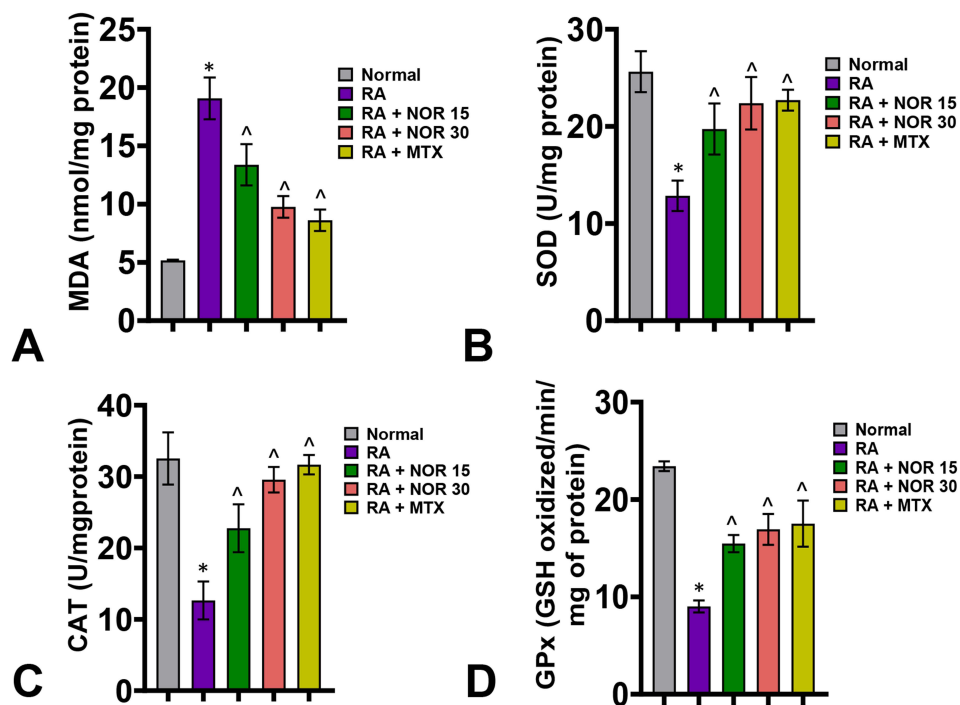 MDA (nmol/mg protein)
25
20
15
10
5
0
*
^
^
^
Normal
RA
RA + NOR 15
RA + NOR 30
RA + MTX
A
SOD (U/mg protein)
30
20
10
0
*
^
^
^
Normal
RA
RA + NOR 15
RA + NOR 30
RA + MTX
B
CAT (U/mgprotein)
40
30
20
10
0
*
^
^
^
Normal
RA
RA + NOR 15
RA + NOR 30
RA + MTX
C
GPx (GSH oxidized/min/
mg of protein)
30
20
10
0
*
^
^
^
Normal
RA
RA + NOR 15
RA + NOR 30
RA + MTX
D